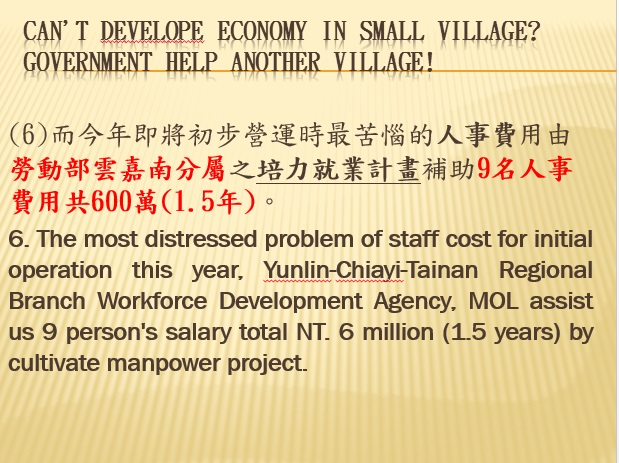 CAN'T DEVELOPE ECONOMY IN SMALL VILLAGE?
GOVERNMENT HELP ANOTHER VILLAGE!
(6)而今年即將初步營運時最苦惱的人事費用由
勞動部雲嘉南分屬之培力就業計畫補助9名人事
費用共600萬(1.5年)。
6. The most distressed problem of staff cost for initial
operation this year, Yunlin-Chiayi-Tainan Regional
Branch Workforce Development Agency, MOL assist
us 9 person's salary total NT. 6 million (1.5 years) by
cultivate manpower project.